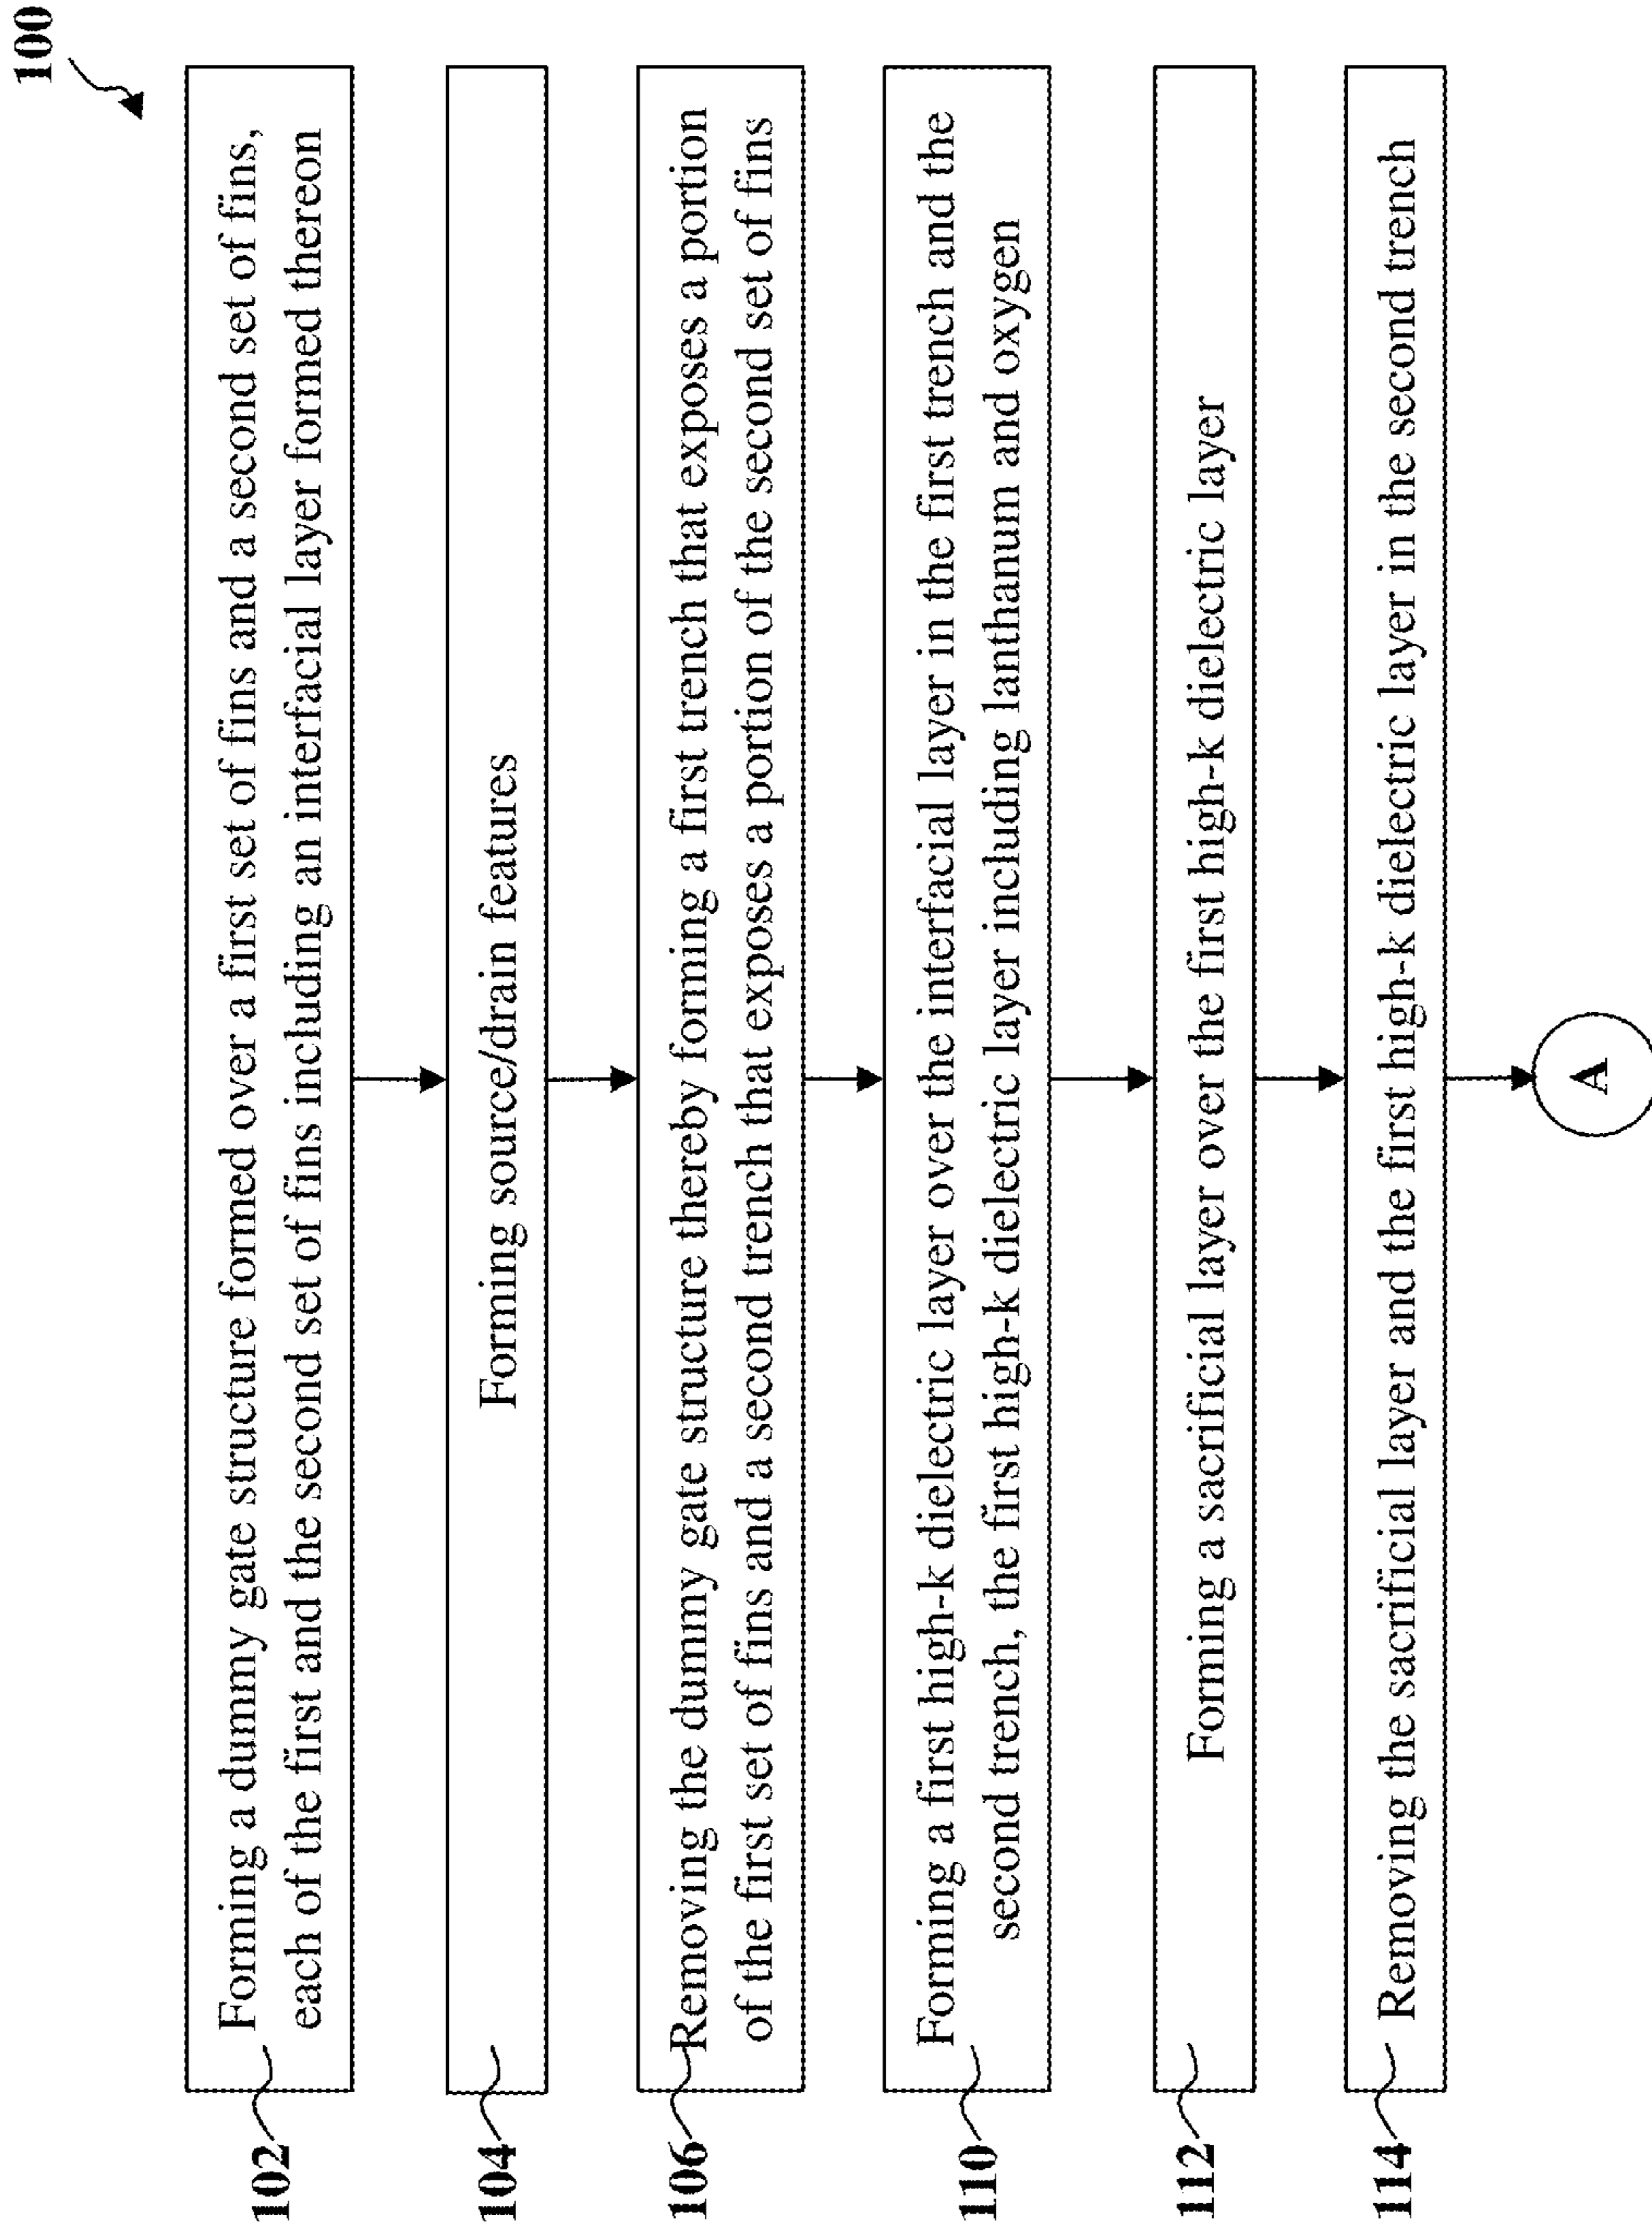 100
102
Forming a dummy gate structure formed over a first set of fins and a second set of fins,
each of the first and the second set of fins including an interfacial layer formed thereon
104
Forming source/drain features
106
Removing the dummy gate structure thereby forming a first trench that exposes a portion
of the first set of fins and a second trench that exposes a portion of the second set of fins
110
Forming a first high-k dielectric layer over the interfacial layer in the first trench and the
second trench, the first high-k dielectric layer including lanthanum and oxygen
112
Forming a sacrificial layer over the first high-k dielectric layer
114
Removing the sacrificial layer and the first high-k dielectric layer in the second trench
A